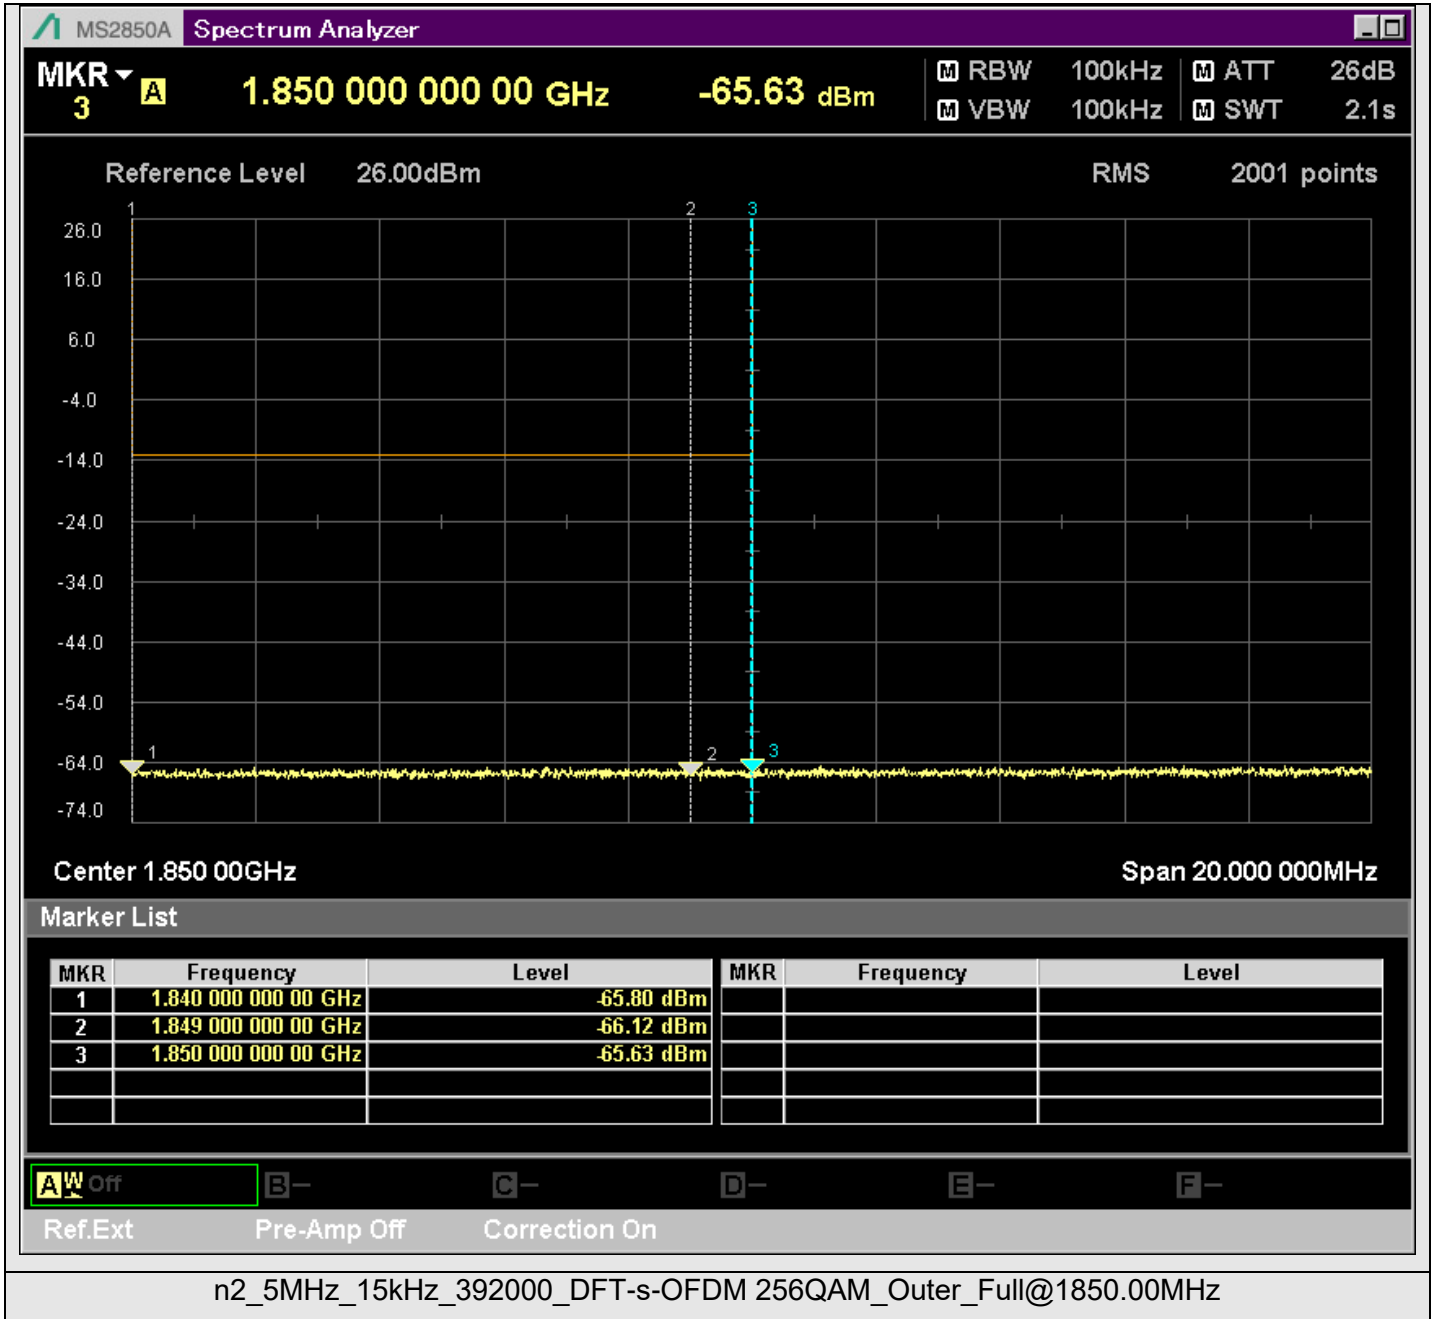 MS2850A Spectrum Analyzer
MKR A 1.850 000 000 00 GHz -65.63 dBm M RBW 100kHz M ATT 26dB
3 M VBW 100kHz M SWT 2.1s
Reference Level 26.00dBm RMS 2001 points
1 2 3
26.0
16.0
6.0
-4.0
-14.0
-24.0
-34.0
-44.0
-54.0
1 2 3
-64.0
-74.0
Center 1.850 00GHz Span 20.000 000MHz
Marker List
MKR Frequency Level MKR Frequency Level
1 1.840 000 000 00 GHz -65.80 dBm
2 1.849 000 000 00 GHz -66.12 dBm
3 1.850 000 000 00 GHz -65.63 dBm
A W Off B - C - D - E - F -
Ref.Ext Pre-Amp Off Correction On
n2_5MHz_15kHz_392000_DFT-s-OFDM 256QAM_Outer_Full@1850.00MHz